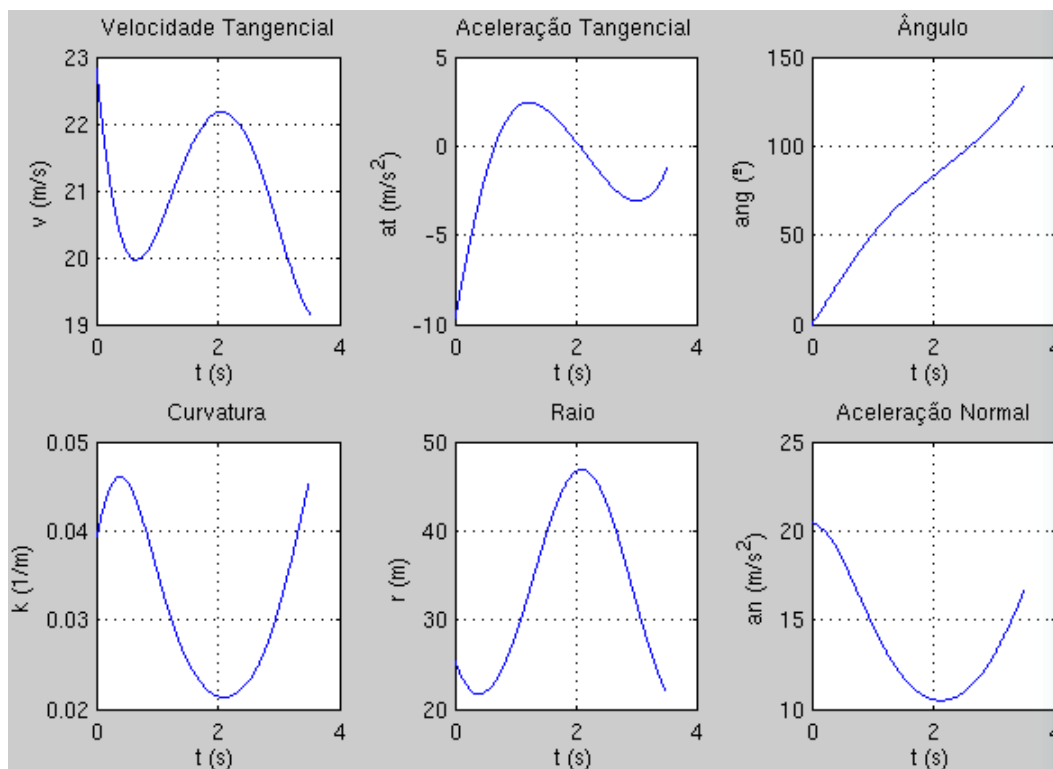 Velocidade Tangencial
23
22
21
20
19
v (m/s)
0 2 4
t (s)
Aceleração Tangencial
5
0
-5
-10
at (m/s²)
0 2 4
t (s)
Ângulo
150
100
50
0
ang (º)
0 2 4
t (s)
Curvatura
0.05
0.04
0.03
0.02
k (1/m)
0 2 4
t (s)
Raio
50
40
30
20
r (m)
0 2 4
t (s)
Aceleração Normal
25
20
15
10
an (m/s²)
0 2 4
t (s)